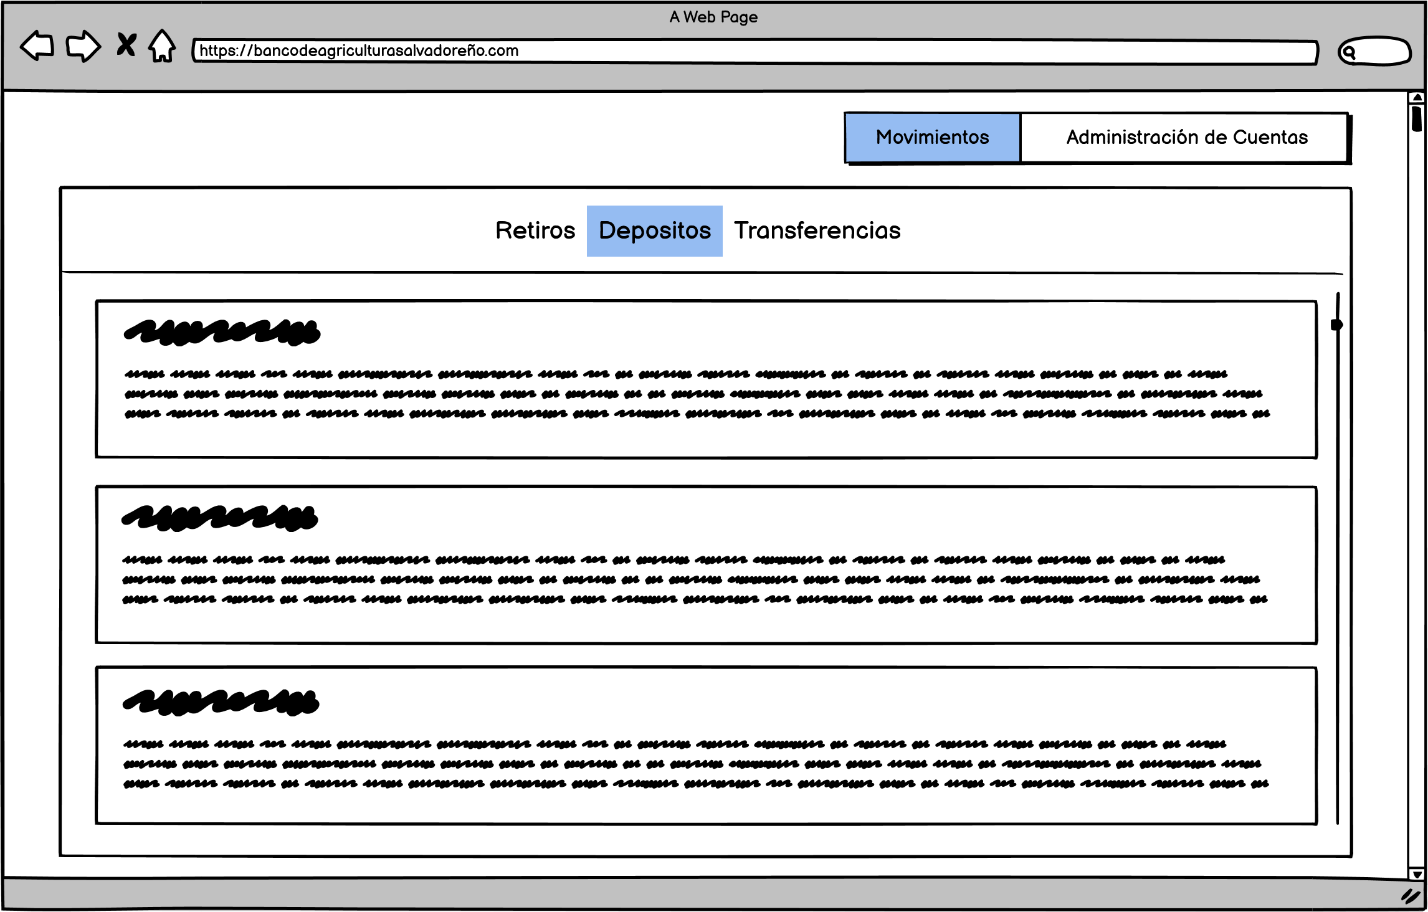 A Web Page
https://bancodeagriculturasalvadoreño.com
Movimientos
Administración de Cuentas
Retiros
Depositos
Transferencias